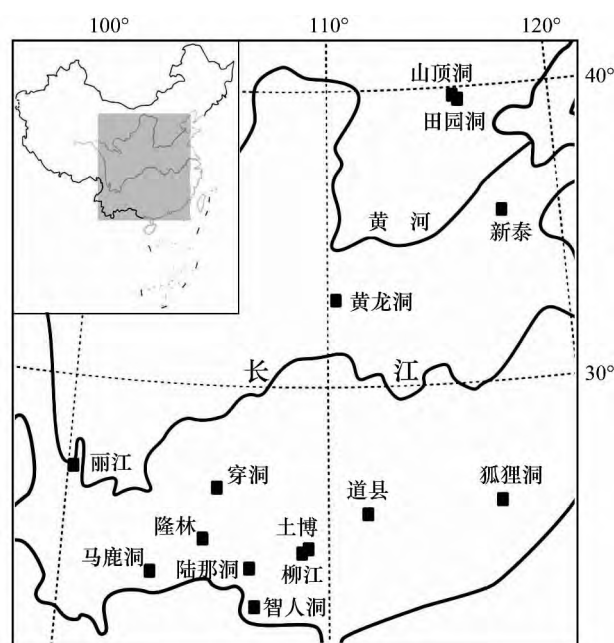 100°
110°
120°
山顶洞
40°
田园洞
黄 河
新泰
黄龙洞
长 江
30°
丽江
穿洞
狐狸洞
道县
隆林
土博
马鹿洞
陆那洞
柳江
智人洞